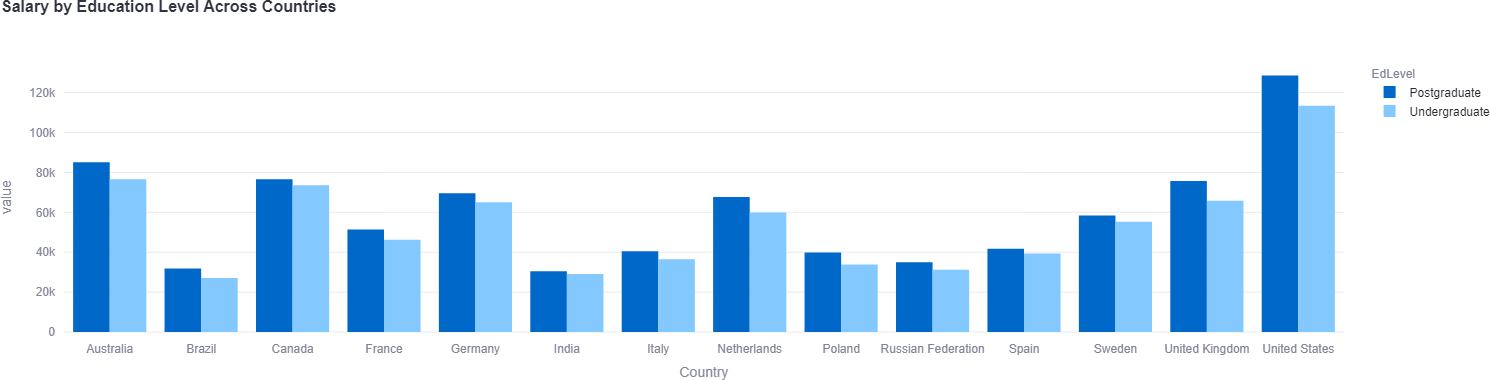 Salary by Education Level Across Countries
EdLevel
Postgraduate
Undergraduate
120k
100k
80k
60k
40k
20k
0
value
Australia Brazil Canada France Germany India Italy Netherlands Poland Russian Federation Spain Sweden United Kingdom United States
Country